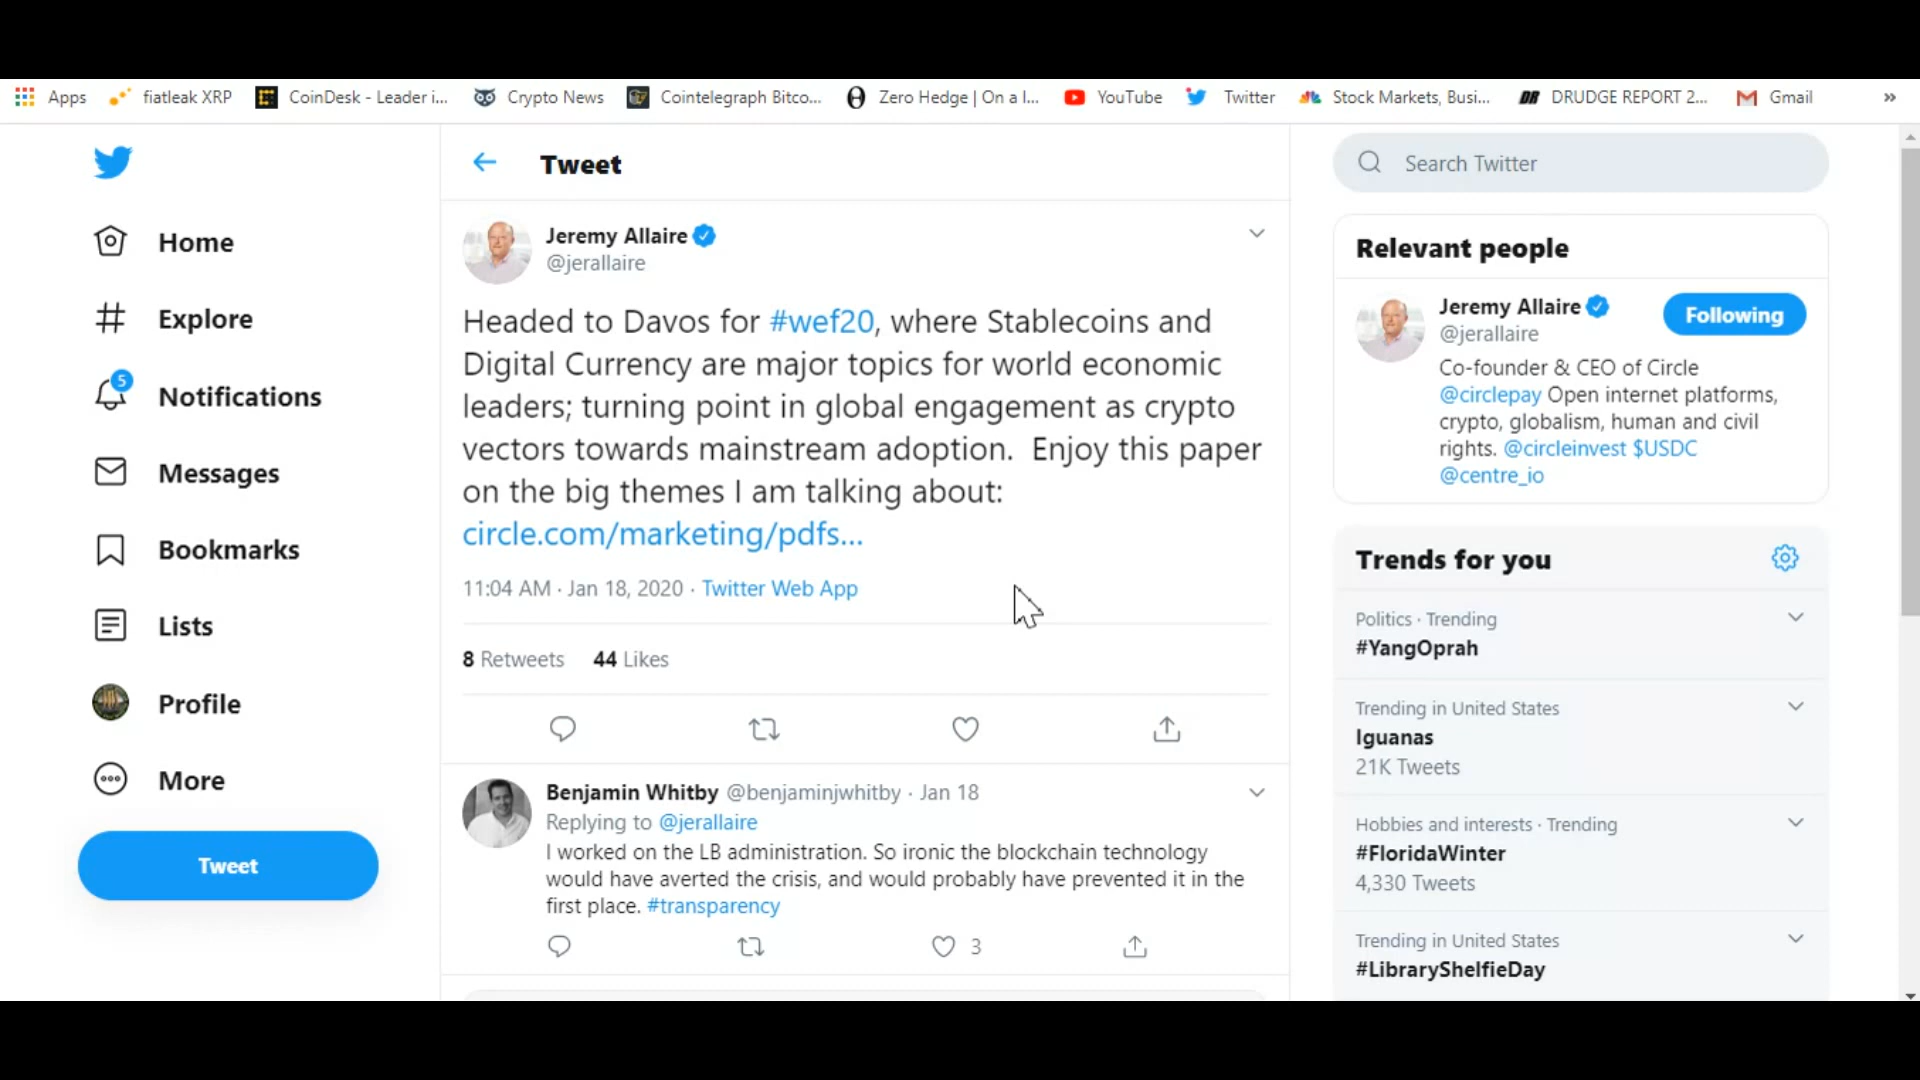 Apps fiatleak XRP CoinDesk - Leader i... Crypto News Cointelegraph Bitco... Zero Hedge | On a l... YouTube Twitter Stock Markets, Busi... DRUDGE REPORT 2... Gmail »
Home
Explore
5
Notifications
Messages
Bookmarks
Lists
Profile
More
Tweet
Tweet
Jeremy Allaire
@jerallaire
Headed to Davos for #wef20, where Stablecoins and
Digital Currency are major topics for world economic
leaders; turning point in global engagement as crypto
vectors towards mainstream adoption. Enjoy this paper
on the big themes I am talking about:
circle.com/marketing/pdfs...
11:04 AM · Jan 18, 2020 · Twitter Web App
8 Retweets 44 Likes
Benjamin Whitby @benjaminjwhitby · Jan 18
Replying to @jerallaire
I worked on the LB administration. So ironic the blockchain technology
would have averted the crisis, and would probably have prevented it in the
first place. #transparency
3
Search Twitter
Relevant people
Jeremy Allaire
@jerallaire
Following
Co-founder & CEO of Circle
@circlepay Open internet platforms,
crypto, globalism, human and civil
rights. @circleinvest $USDC
@centre_io
Trends for you
Politics · Trending
#YangOprah
Trending in United States
Iguanas
21K Tweets
Hobbies and interests · Trending
#FloridaWinter
4,330 Tweets
Trending in United States
#LibraryShelfieDay